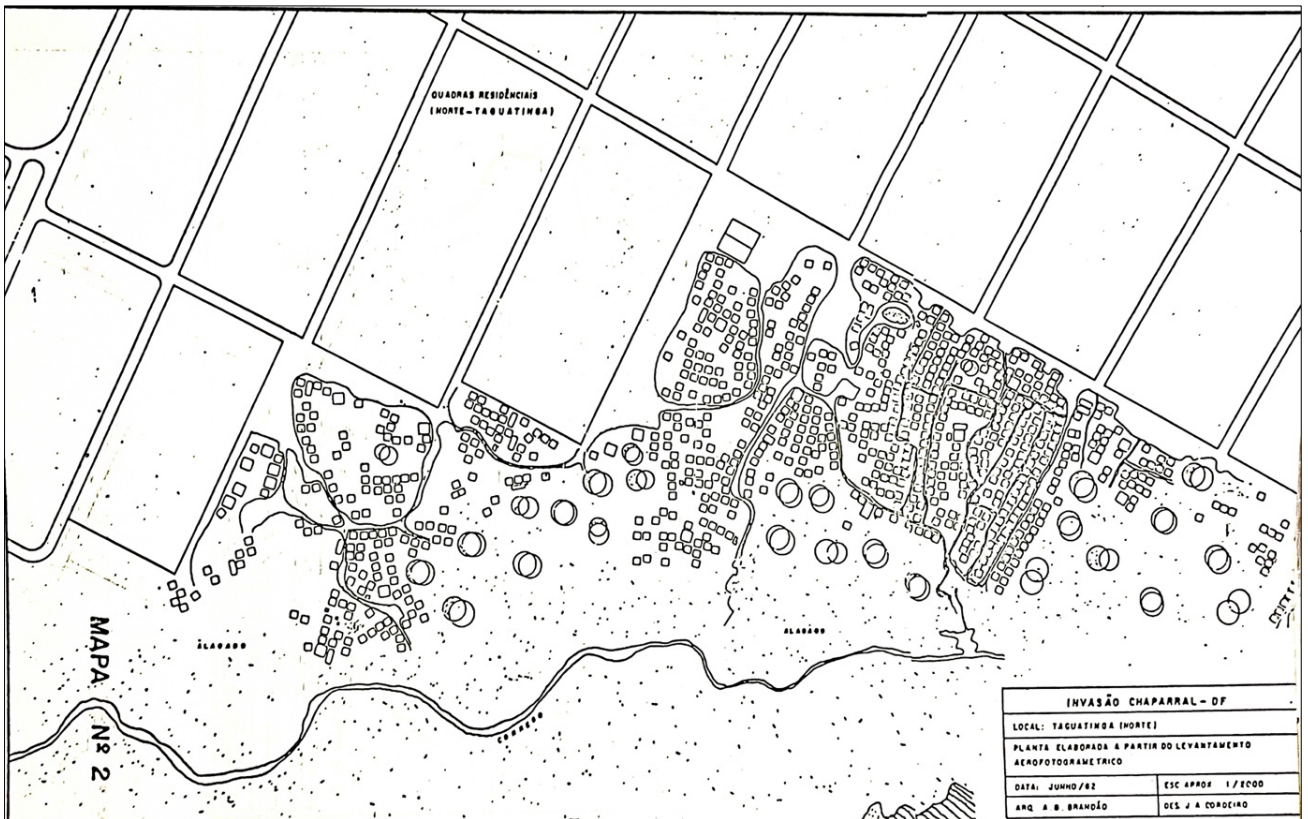 QUADRAS RESIDÊNCIAIS
(NORTE-TAGUATINGA)
ALAGADO
ALAGADO
CORREGO
MAPA Nº 2
INVASÃO CHAPARRAL - DF
LOCAL: TAGUATINGA (NORTE)
PLANTA ELABORADA A PARTIR DO LEVANTAMENTO
AEROFOTOGRAMETRICO
DATA: JUNHO/82
ESC APROX 1/2000
ARQ A B. BRANDÃO
DES. J A CORDEIRO